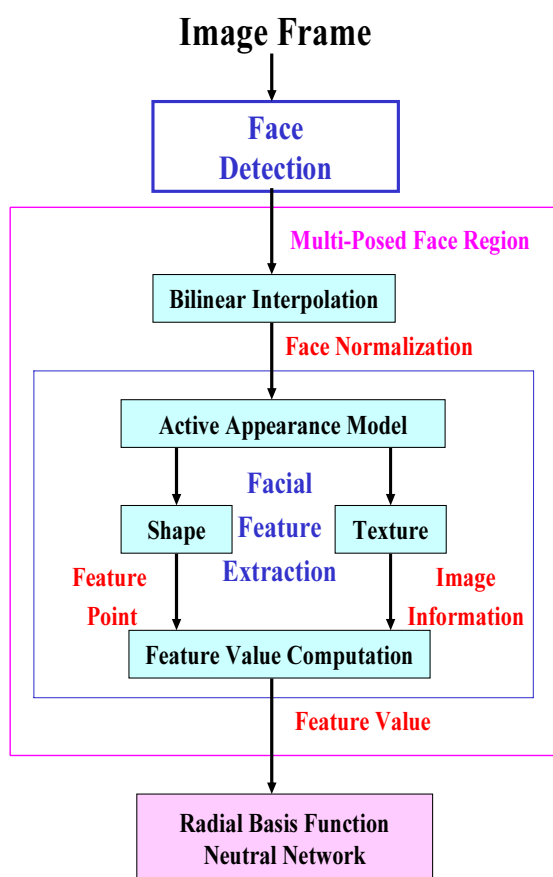 Image Frame
Face
Detection
Multi-Posed Face Region
Bilinear Interpolation
Face Normalization
Active Appearance Model
Facial
Feature
Extraction
Shape
Texture
Feature
Point
Image
Information
Feature Value Computation
Feature Value
Radial Basis Function
Neutral Network